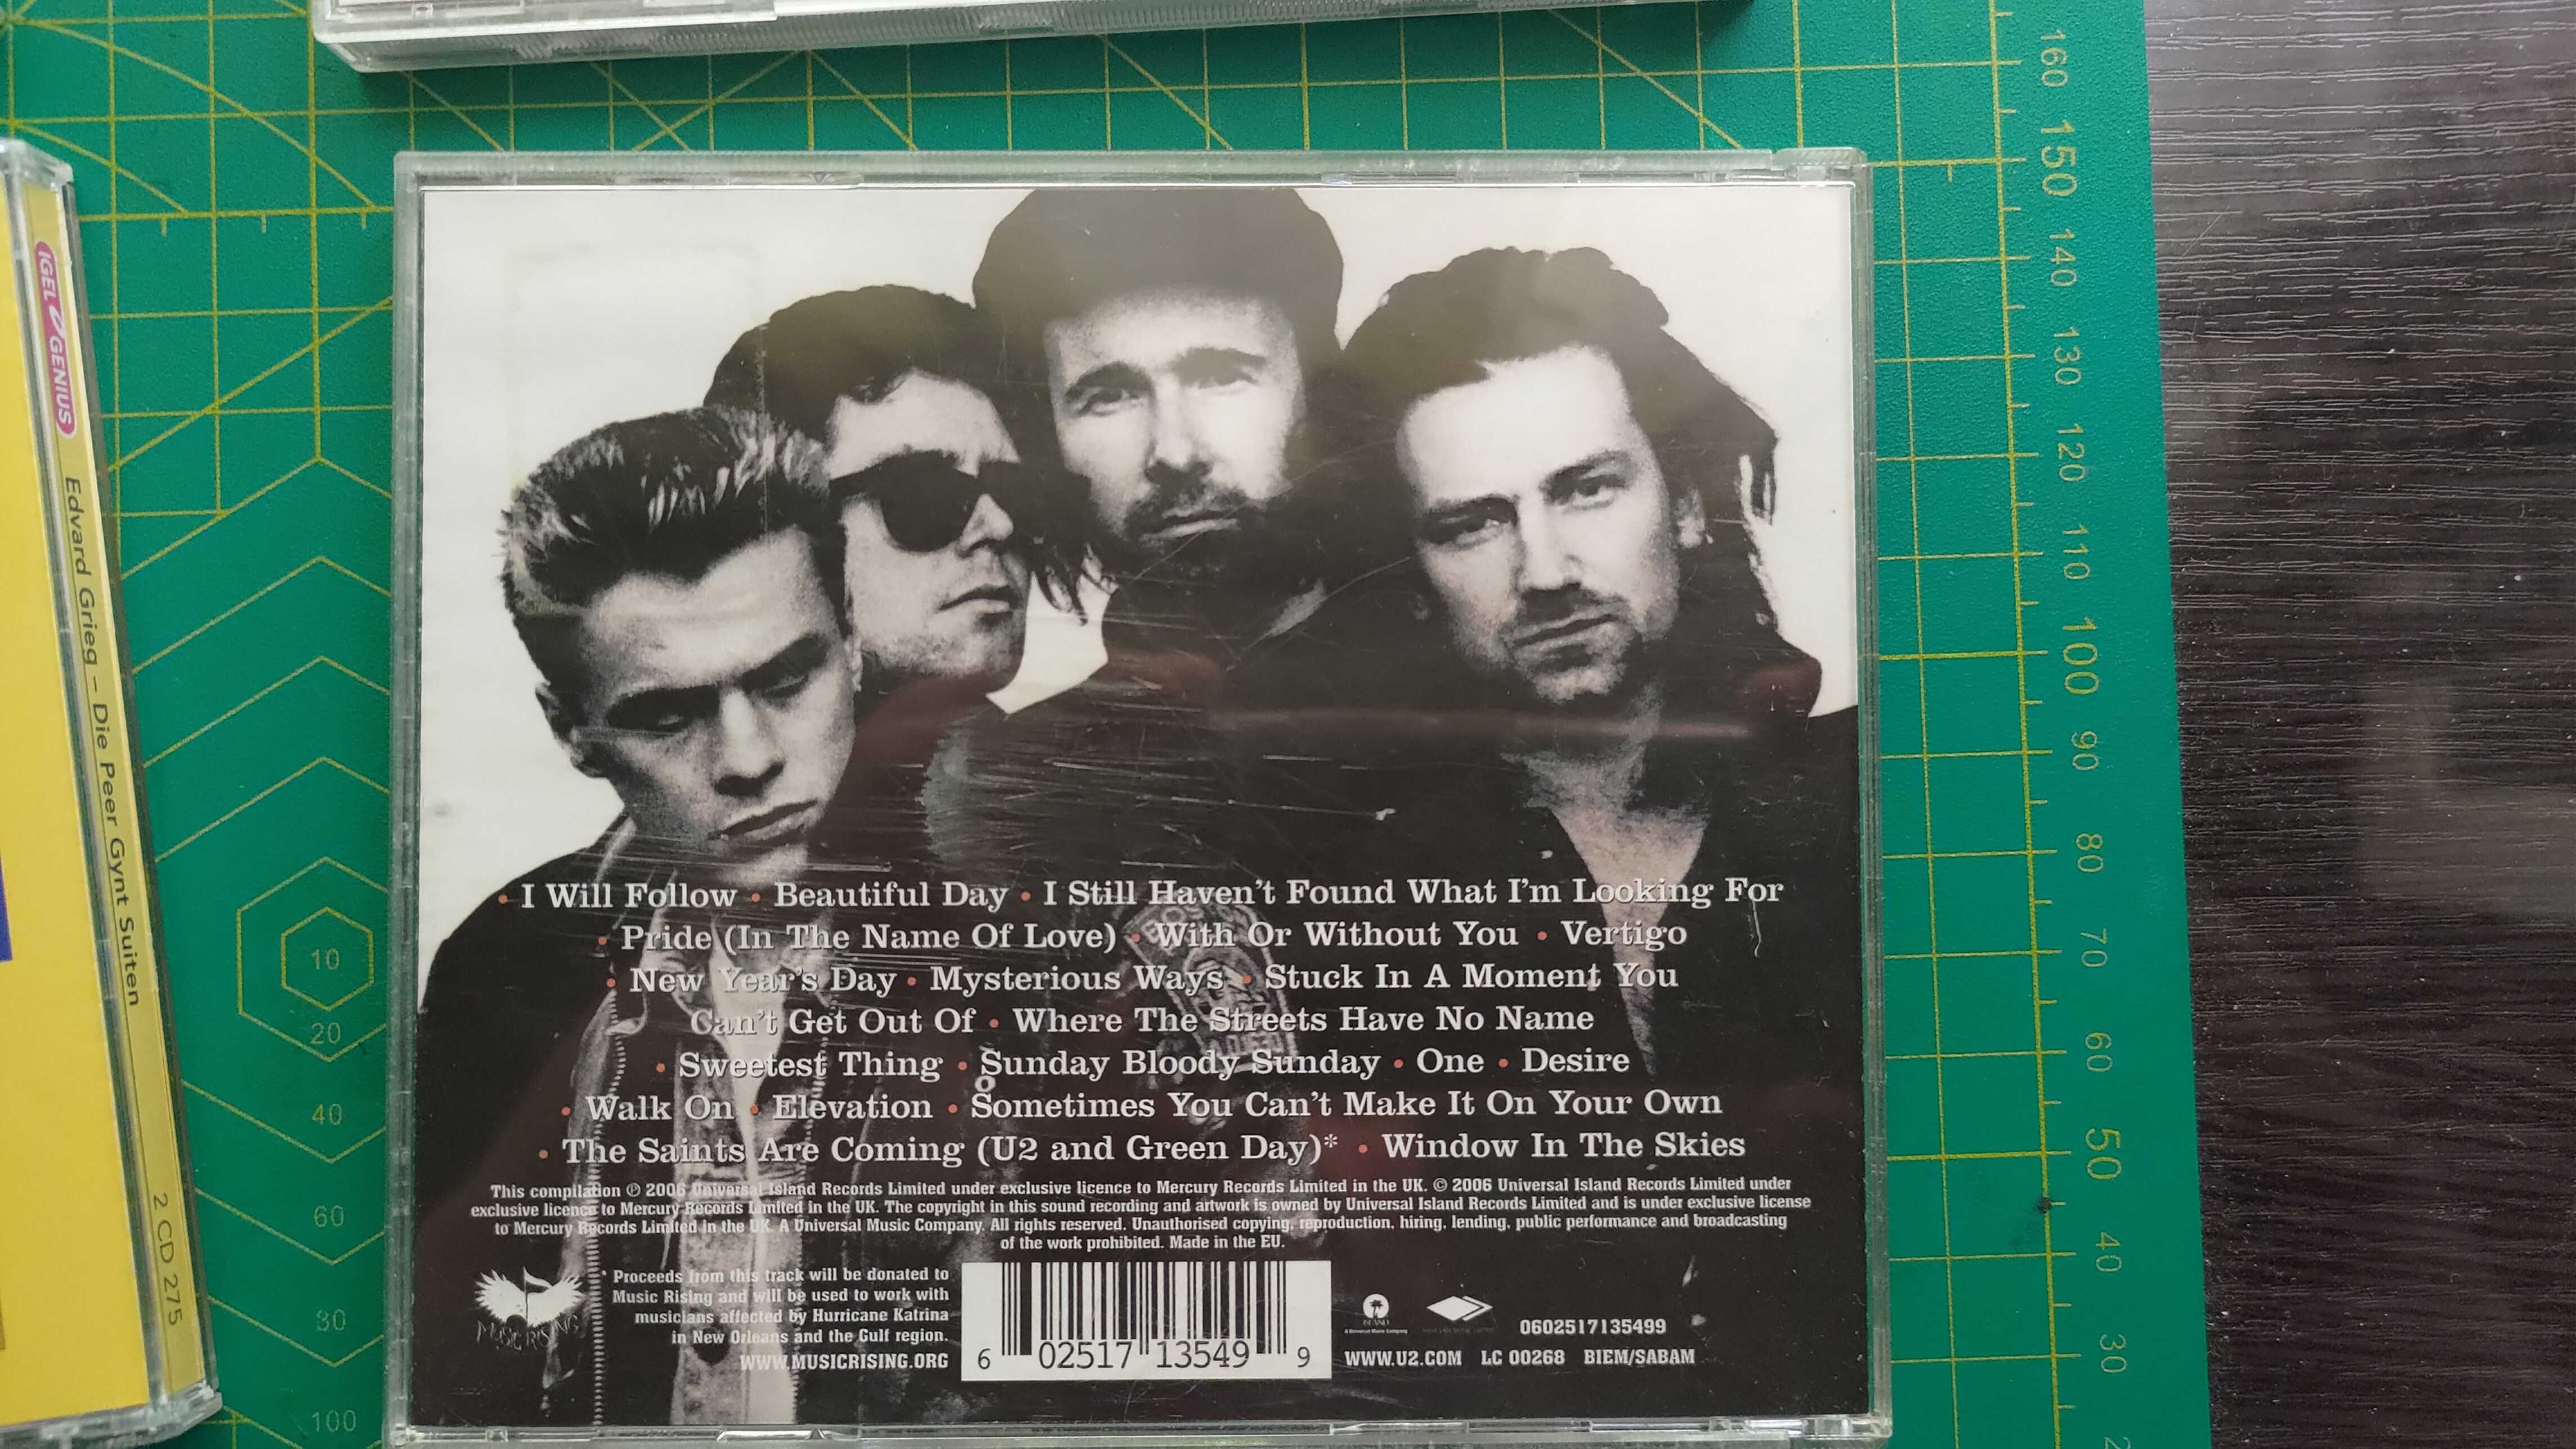 IGEL GENIUS
Edvard Grieg – Die Peer Gynt Suiten
2 CD 275
• I Will Follow • Beautiful Day • I Still Haven't Found What I'm Looking For
• Pride (In The Name Of Love) • With Or Without You • Vertigo
• New Year's Day • Mysterious Ways • Stuck In A Moment You
Can't Get Out Of • Where The Streets Have No Name
• Sweetest Thing • Sunday Bloody Sunday • One • Desire
• Walk On • Elevation • Sometimes You Can't Make It On Your Own
• The Saints Are Coming (U2 and Green Day)* • Window In The Skies
This compilation ℗ 2006 Universal Island Records Limited under exclusive licence to Mercury Records Limited in the UK. © 2006 Universal Island Records Limited under
exclusive licence to Mercury Records Limited in the UK. The copyright in this sound recording and artwork is owned by Universal Island Records Limited and is under exclusive license
to Mercury Records Limited in the UK. A Universal Music Company. All rights reserved. Unauthorised copying, reproduction, hiring, lending, public performance and broadcasting
of the work prohibited. Made in the EU.
MUSIC RISING
* Proceeds from this track will be donated to
Music Rising and will be used to work with
musicians affected by Hurricane Katrina
in New Orleans and the Gulf region.
WWW.MUSICRISING.ORG
6 02517 13549 9
ISLAND
A Universal Music Company
0602517135499
WWW.U2.COM LC 00268 BIEM/SABAM
10
20
40
60
80
100
160
150
140
130
120
110
100
90
80
70
60
50
40
30